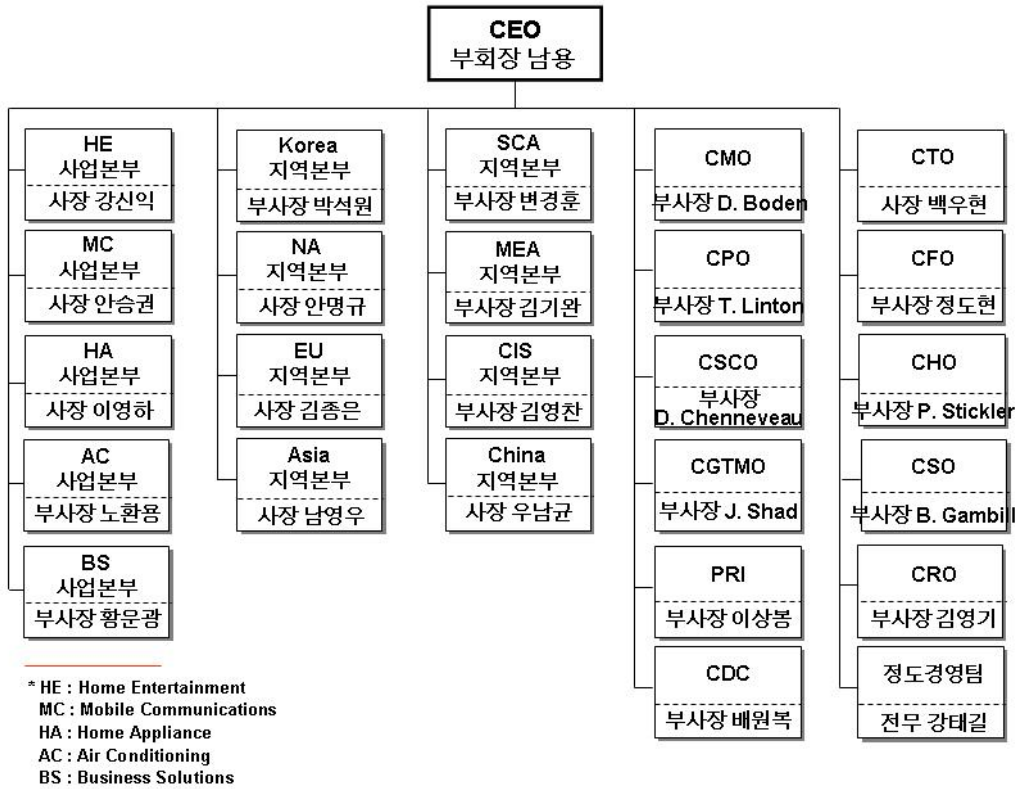 CEO
부회장 남용
HE
사업본부
사장 강신익
MC
사업본부
사장 안승권
HA
사업본부
사장 이영하
AC
사업본부
부사장 노환용
BS
사업본부
부사장 황운광
Korea
지역본부
부사장 박석원
NA
지역본부
사장 안명규
EU
지역본부
사장 김종은
Asia
지역본부
사장 남영우
SCA
지역본부
부사장 변경훈
MEA
지역본부
부사장 김기완
CIS
지역본부
부사장 김영찬
China
지역본부
사장 우남균
CMO
부사장 D. Boden
CPO
부사장 T. Linton
CSCO
부사장
D. Chenneveau
CGTMO
부사장 J. Shad
PRI
부사장 이상봉
CDC
부사장 배원복
CTO
사장 백우현
CFO
부사장 정도현
CHO
부사장 P. Stickler
CSO
부사장 B. Gambill
CRO
부사장 김영기
정도경영팀
전무 강태길
* HE : Home Entertainment
MC : Mobile Communications
HA : Home Appliance
AC : Air Conditioning
BS : Business Solutions